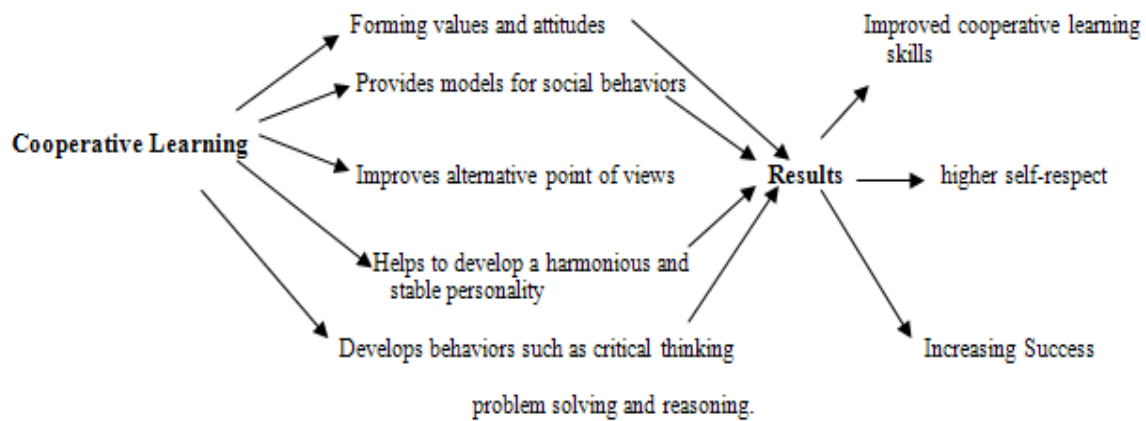 Forming values and attitudes
Improved cooperative learning
skills
Provides models for social behaviors
Cooperative Learning
Improves alternative point of views
Results
higher self-respect
Helps to develop a harmonious and
stable personality
Develops behaviors such as critical thinking
Increasing Success
problem solving and reasoning.